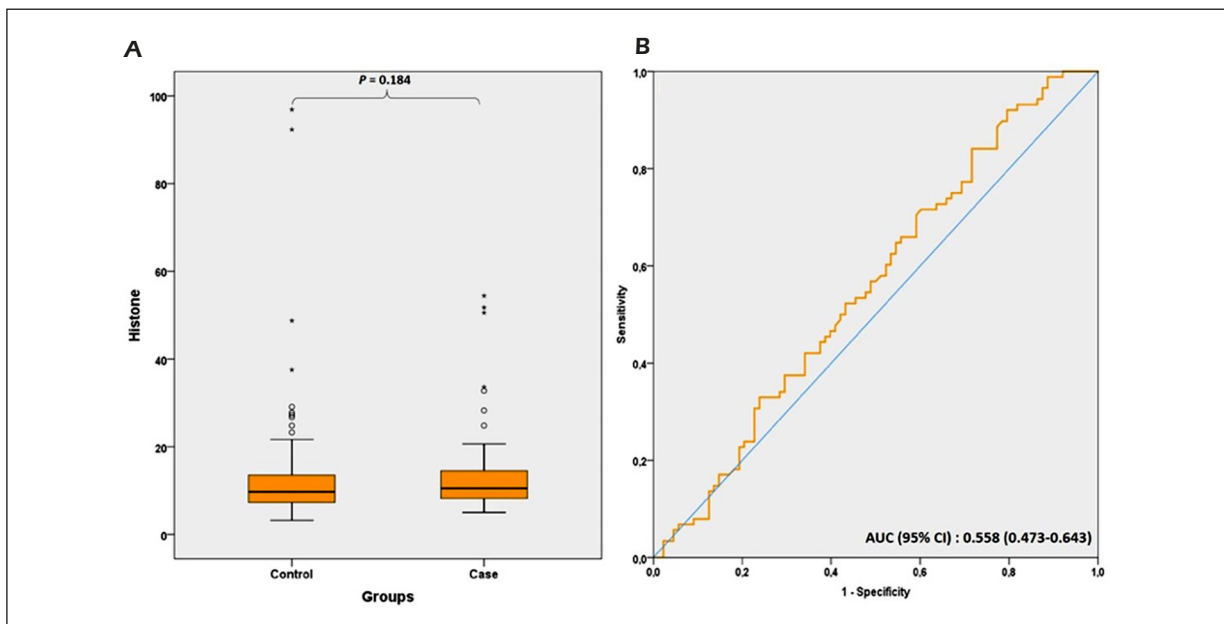 A
P = 0.184
100
80
60
40
20
0
Histone
Control
Case
Groups
B
1,0
0,8
0,6
0,4
0,2
0,0
Sensitivity
AUC (95% CI) : 0.558 (0.473-0.643)
0,0
0,2
0,4
0,6
0,8
1,0
1 - Specificity